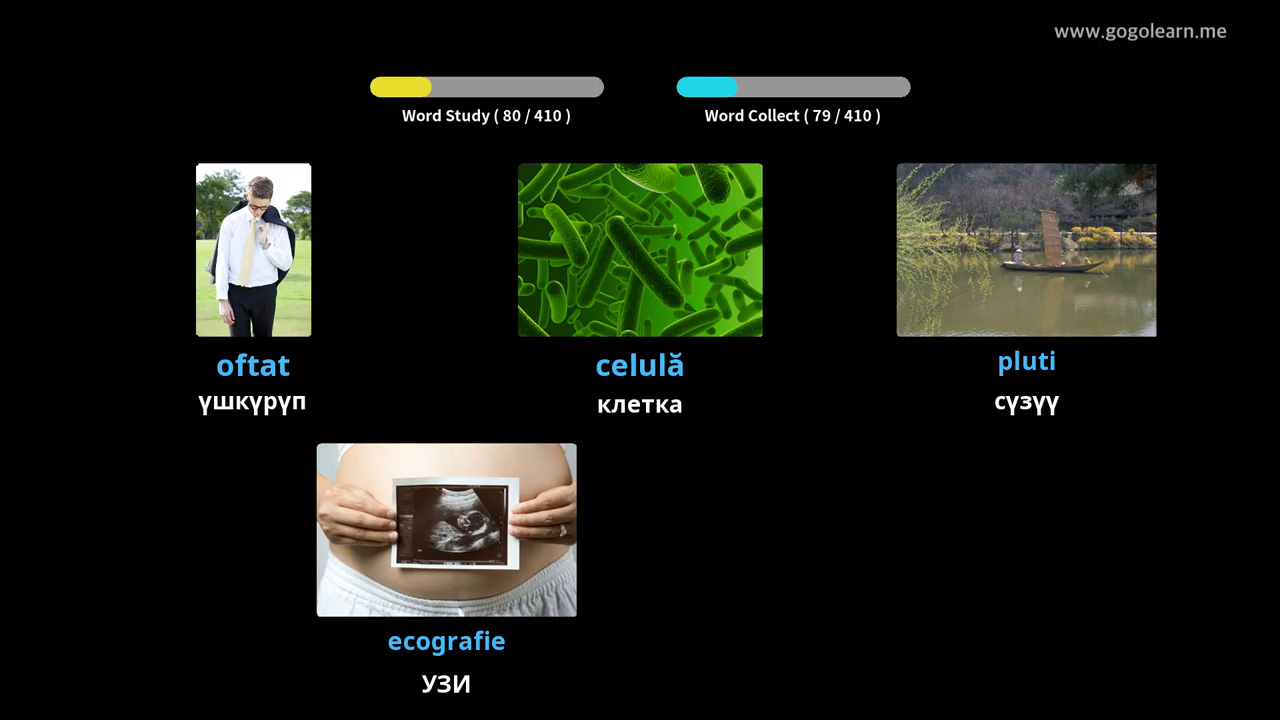 www.gogolearn.me
Word Study ( 80 / 410 )
Word Collect ( 79 / 410 )
oftat
үшкүрүп
celulă
клетка
pluti
сүзүү
ecografie
УЗИ